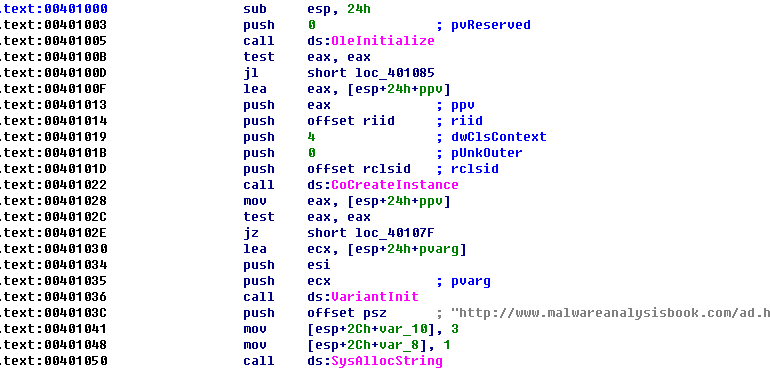 .text:00401000 sub esp, 24h
.text:00401003 push 0 ; pvReserved
.text:00401005 call ds:OleInitialize
.text:0040100B test eax, eax
.text:0040100D jl short loc_401085
.text:0040100F lea eax, [esp+24h+ppv]
.text:00401013 push eax ; ppv
.text:00401014 push offset riid ; riid
.text:00401019 push 4 ; dwClsContext
.text:0040101B push 0 ; pUnkOuter
.text:0040101D push offset rclsid ; rclsid
.text:00401022 call ds:CoCreateInstance
.text:00401028 mov eax, [esp+24h+ppv]
.text:0040102C test eax, eax
.text:0040102E jz short loc_40107F
.text:00401030 lea ecx, [esp+24h+pvarg]
.text:00401034 push esi
.text:00401035 push ecx ; pvarg
.text:00401036 call ds:VariantInit
.text:0040103C push offset psz ; "http://www.malwareanalysisbook.com/ad.h
.text:00401041 mov [esp+2Ch+var_10], 3
.text:00401048 mov [esp+2Ch+var_8], 1
.text:00401050 call ds:SysAllocString